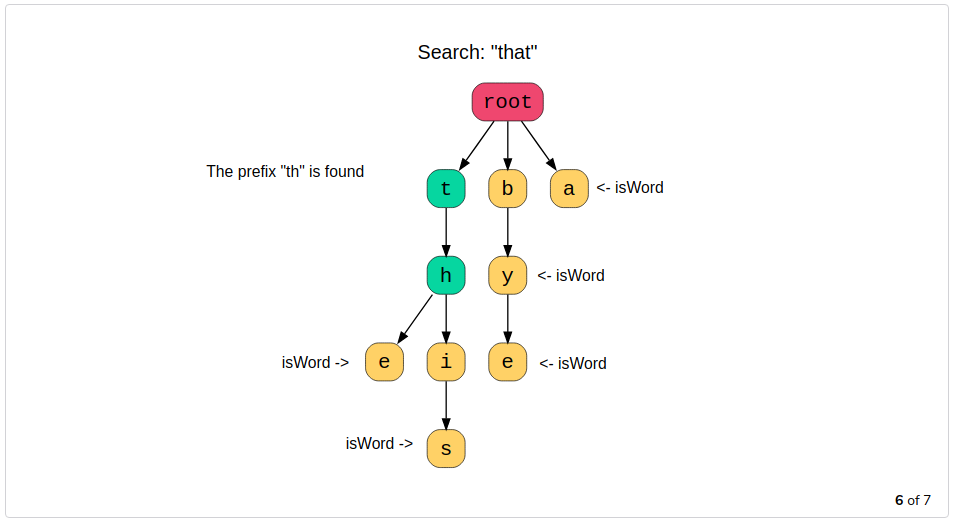 Search: "that"
root
The prefix "th" is found
t b a <- isWord
h y <- isWord
isWord -> e i e <- isWord
isWord -> s
6 of 7